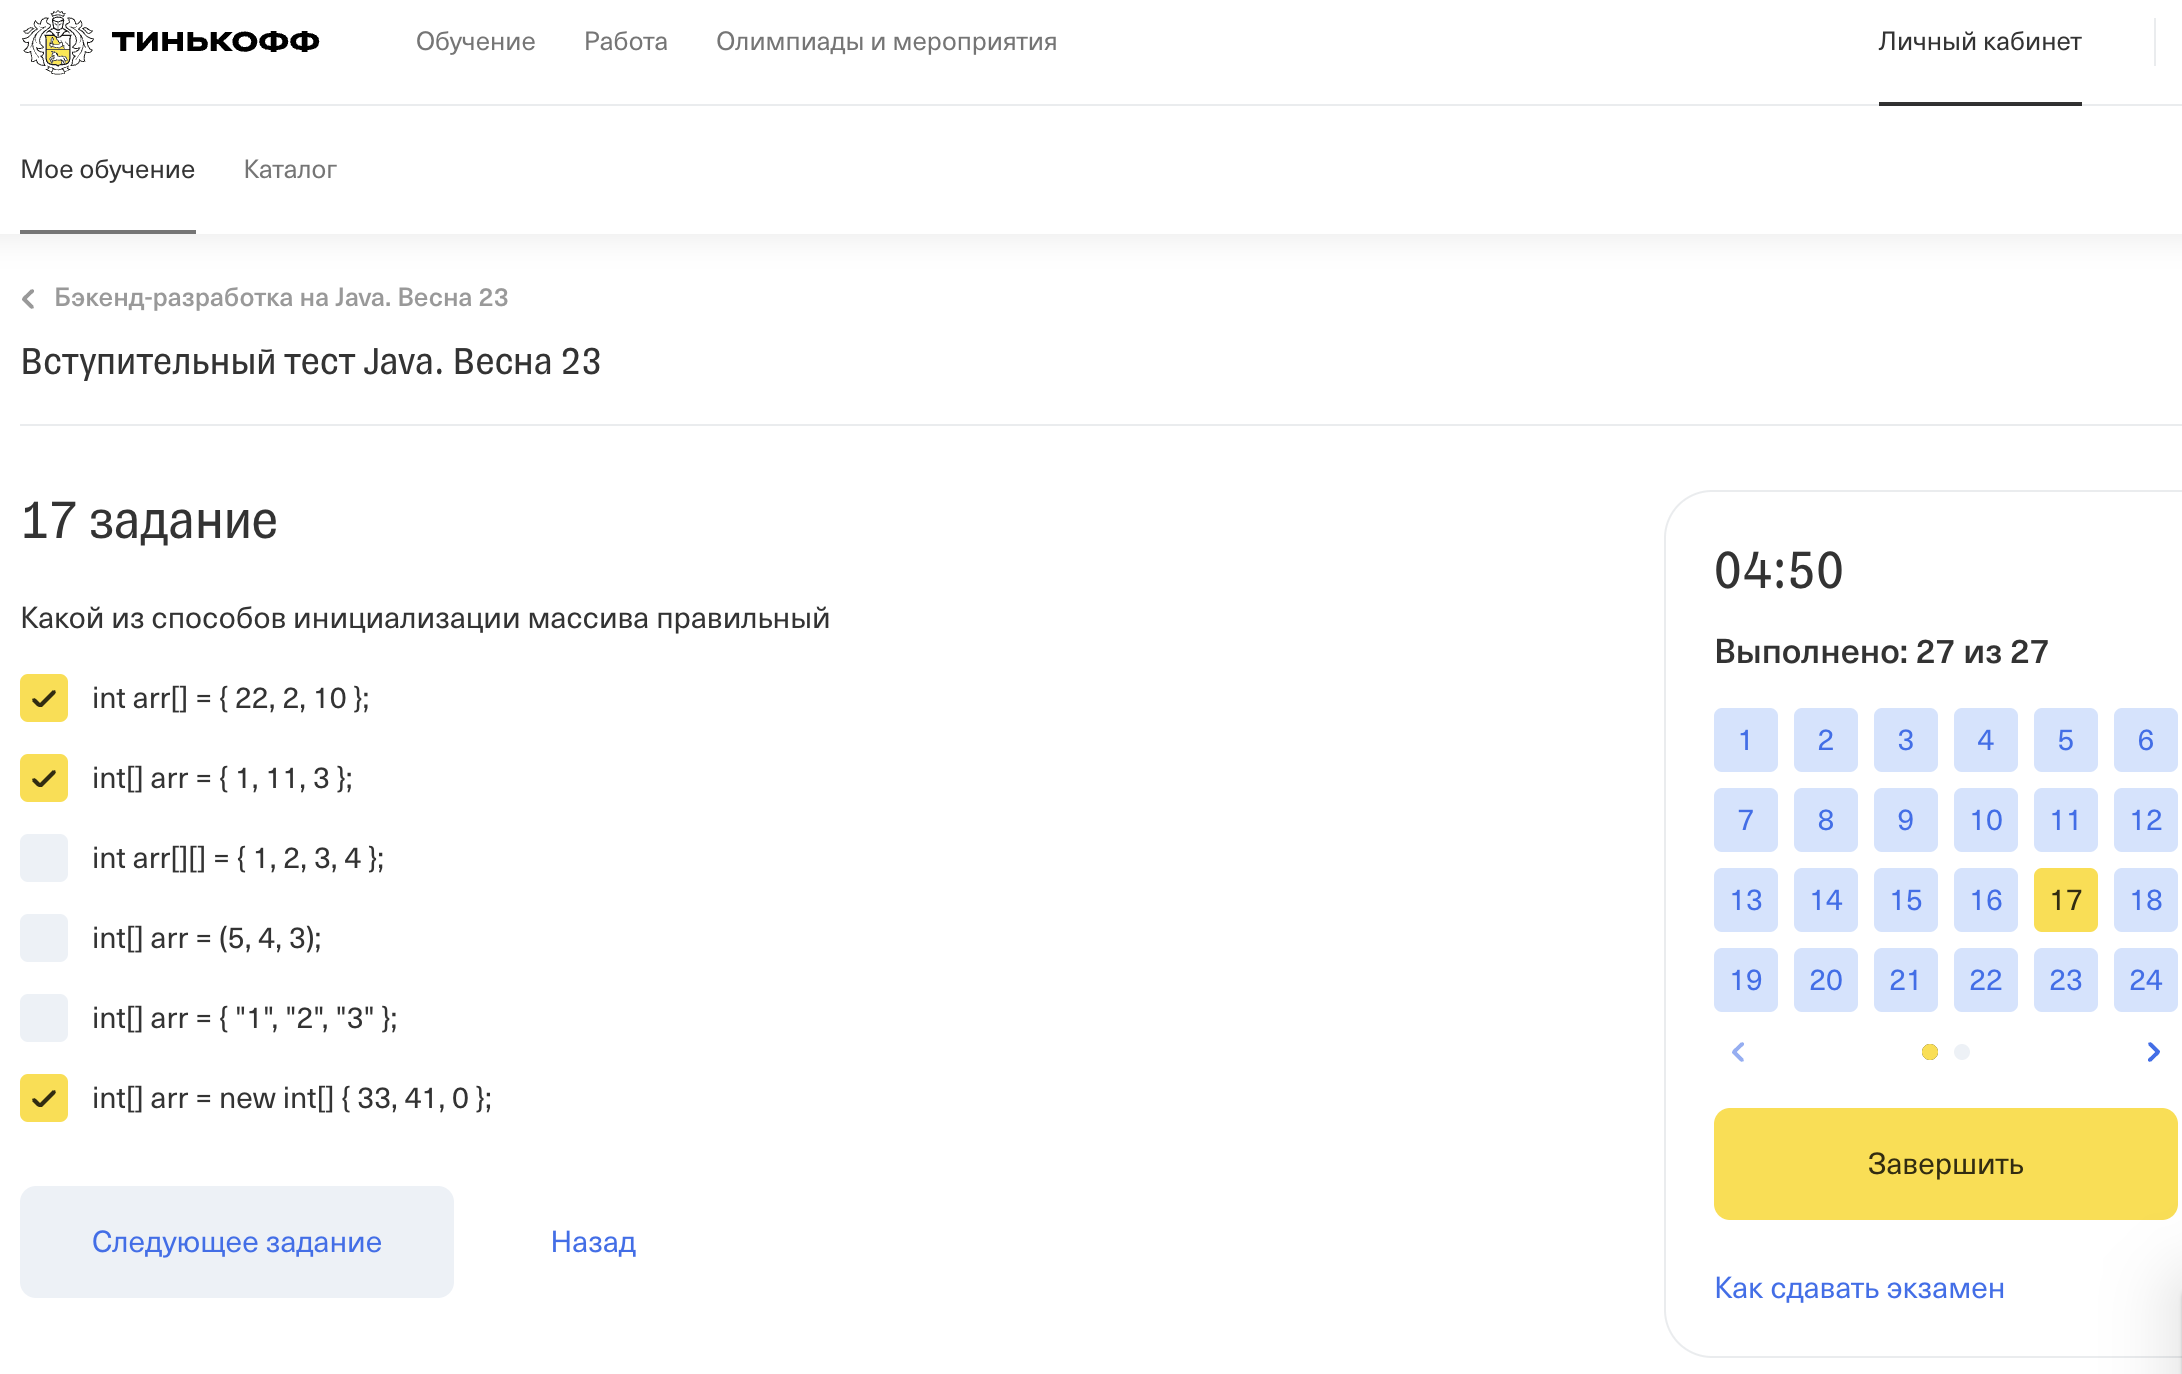 ТИНЬКОФФ Обучение Работа Олимпиады и мероприятия Личный кабинет
Мое обучение Каталог
Бэкенд-разработка на Java. Весна 23
Вступительный тест Java. Весна 23
17 задание
Какой из способов инициализации массива правильный
int arr[] = { 22, 2, 10 };
int[] arr = { 1, 11, 3 };
int arr[][] = { 1, 2, 3, 4 };
int[] arr = (5, 4, 3);
int[] arr = { "1", "2", "3" };
int[] arr = new int[] { 33, 41, 0 };
Следующее задание Назад
04:50
Выполнено: 27 из 27
1 2 3 4 5 6
7 8 9 10 11 12
13 14 15 16 17 18
19 20 21 22 23 24
Завершить
Как сдавать экзамен